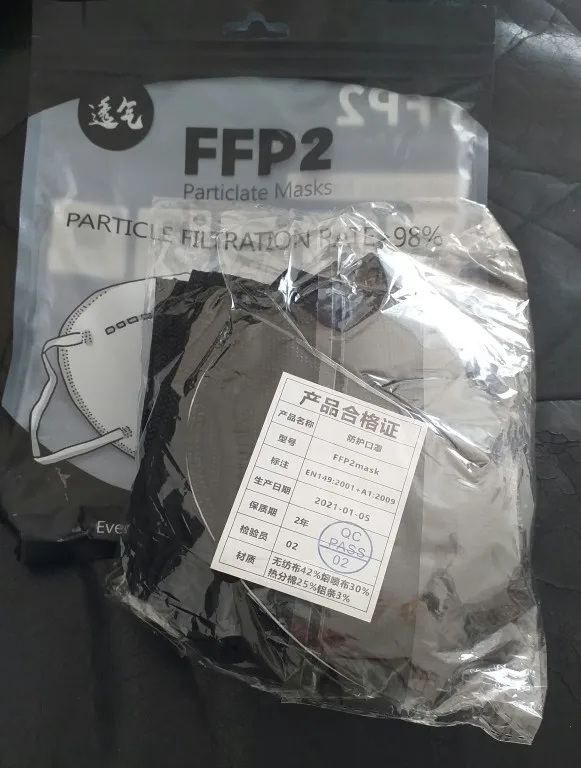 透气
FFP2
FFP2
Particlate Masks
PARTICLE FILTRATION RATE>98%
产品合格证
产品名称 防护口罩
型号 FFP2mask
标注 EN149:2001+A1:2009
生产日期 2021-01-05
保质期 2年
检验员 02
QC
PASS
02
材质 无纺布42%熔喷布30%
热分棉25%铝条3%
Ever